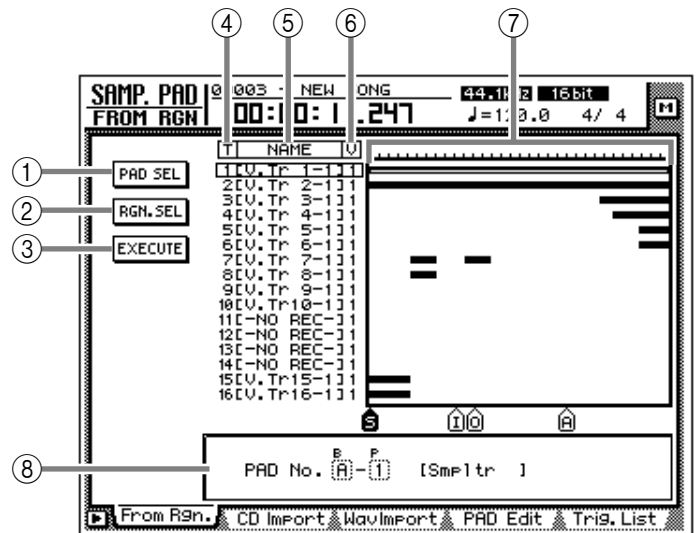 ④ ⑤ ⑥ ⑦
SAMP. PAD 00003 - NEW SONG 44.1kHz 16bit M
FROM RGN 00:00:1 .247 ♩=120.0 4/ 4
T NAME V
① PAD SEL
② RGN.SEL
③ EXECUTE
1[V.Tr 1-1]1
2[V.Tr 2-1]1
3[V.Tr 3-1]1
4[V.Tr 4-1]1
5[V.Tr 5-1]1
6[V.Tr 6-1]1
7[V.Tr 7-1]1
8[V.Tr 8-1]1
9[V.Tr 9-1]1
10[V.Tr10-1]1
11[-NO REC-]1
12[-NO REC-]1
13[-NO REC-]1
14[-NO REC-]1
15[V.Tr15-1]1
16[V.Tr16-1]1
S I O A
B P
⑧ PAD No. A-1 [Smpltr ]
From Rgn. CD Import WavImport PAD Edit Trig. List